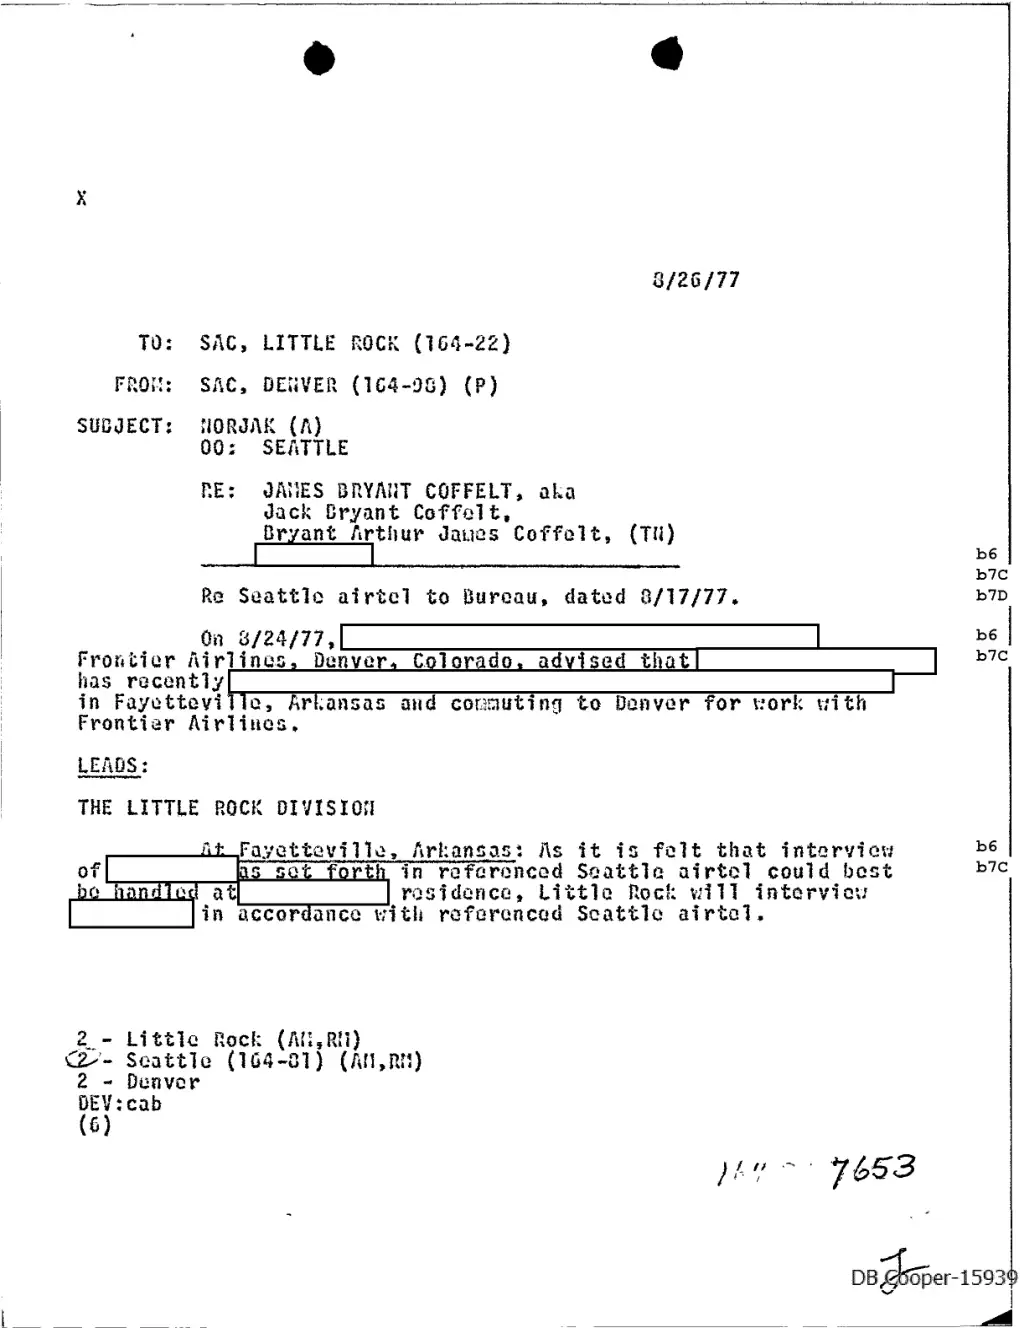 X
8/26/77
TO: SAC, LITTLE ROCK (164-22)
FROM: SAC, DENVER (164-98) (P)
SUBJECT: NORJAK (A)
OO: SEATTLE
RE: JAMES BRYANT COFFELT, aka
Jack Bryant Coffelt,
Bryant Arthur James Coffelt, (TN)
b6
b7C
Re Seattle airtel to Bureau, dated 8/17/77. b7D
On 8/24/77, b6
Frontier Airlines, Denver, Colorado, advised that b7C
has recently
in Fayetteville, Arkansas and commuting to Denver for work with
Frontier Airlines.
LEADS:
THE LITTLE ROCK DIVISION
At Fayetteville, Arkansas: As it is felt that interview b6
of as set forth in referenced Seattle airtel could best b7C
be handled at residence, Little Rock will interview
in accordance with referenced Seattle airtel.
2 - Little Rock (AM,RM)
2 - Seattle (164-81) (AM,RM)
2 - Denver
DEV:cab
(6)
7653
DB Cooper-15939